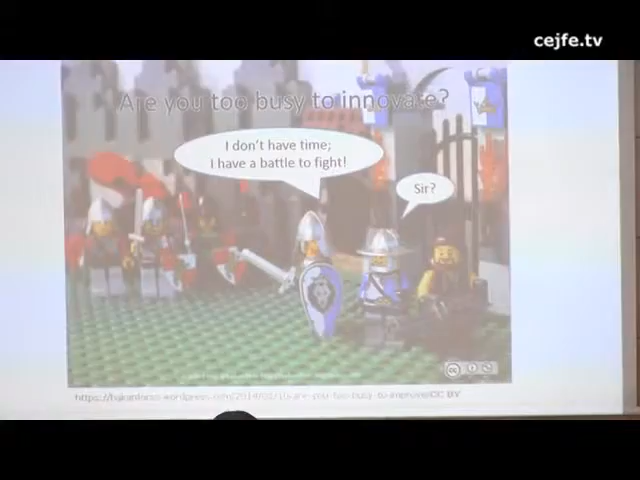 cejfe.tv
Are you too busy to innovate?
I don't have time;
I have a battle to fight!
Sir?